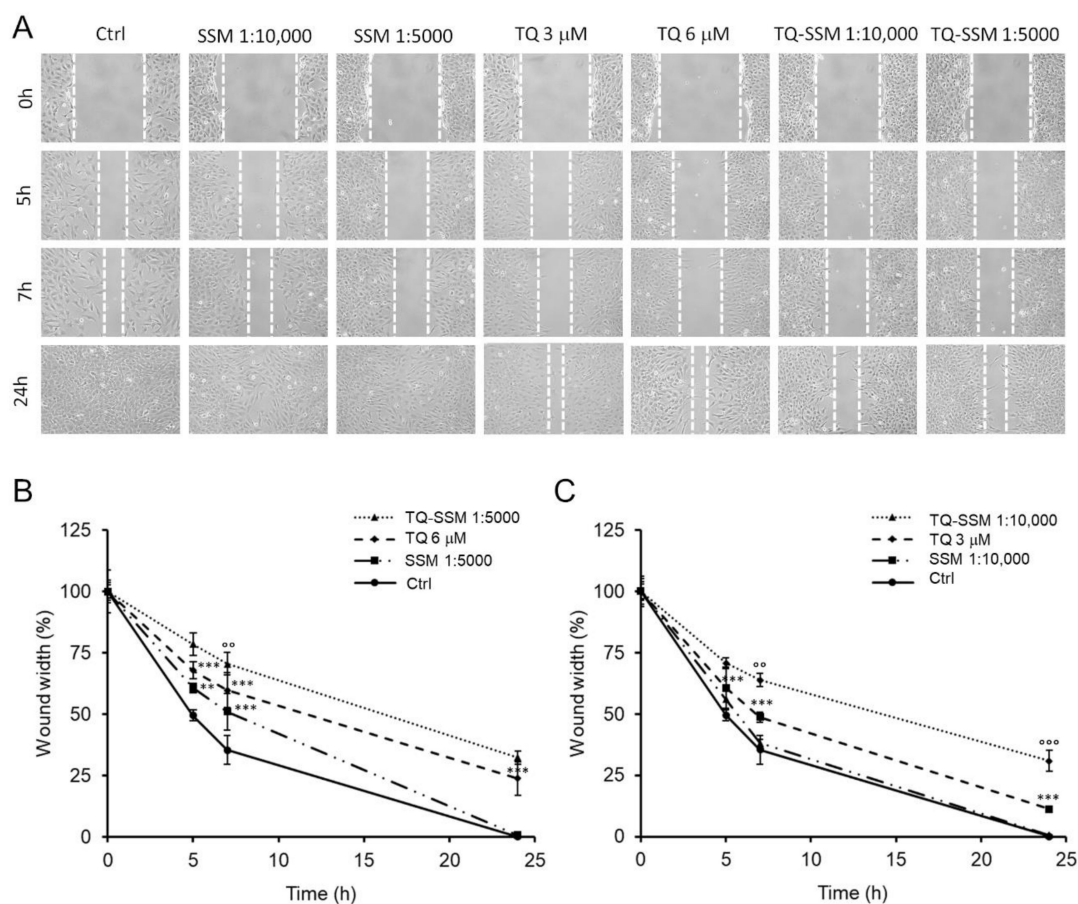 A
Ctrl
SSM 1:10,000
SSM 1:5000
TQ 3 μM
TQ 6 μM
TQ-SSM 1:10,000
TQ-SSM 1:5000
0h
5h
7h
24h
B
125
100
75
50
25
0
Wound width (%)
0
5
10
15
20
25
Time (h)
TQ-SSM 1:5000
TQ 6 μM
SSM 1:5000
Ctrl
°°
***
**
***
***
***
C
125
100
75
50
25
0
Wound width (%)
0
5
10
15
20
25
Time (h)
TQ-SSM 1:10,000
TQ 3 μM
SSM 1:10,000
Ctrl
°°
***
***
°°°
***